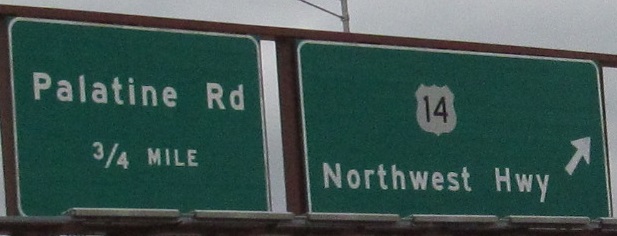 Palatine Rd
3/4 MILE
14
Northwest Hwy